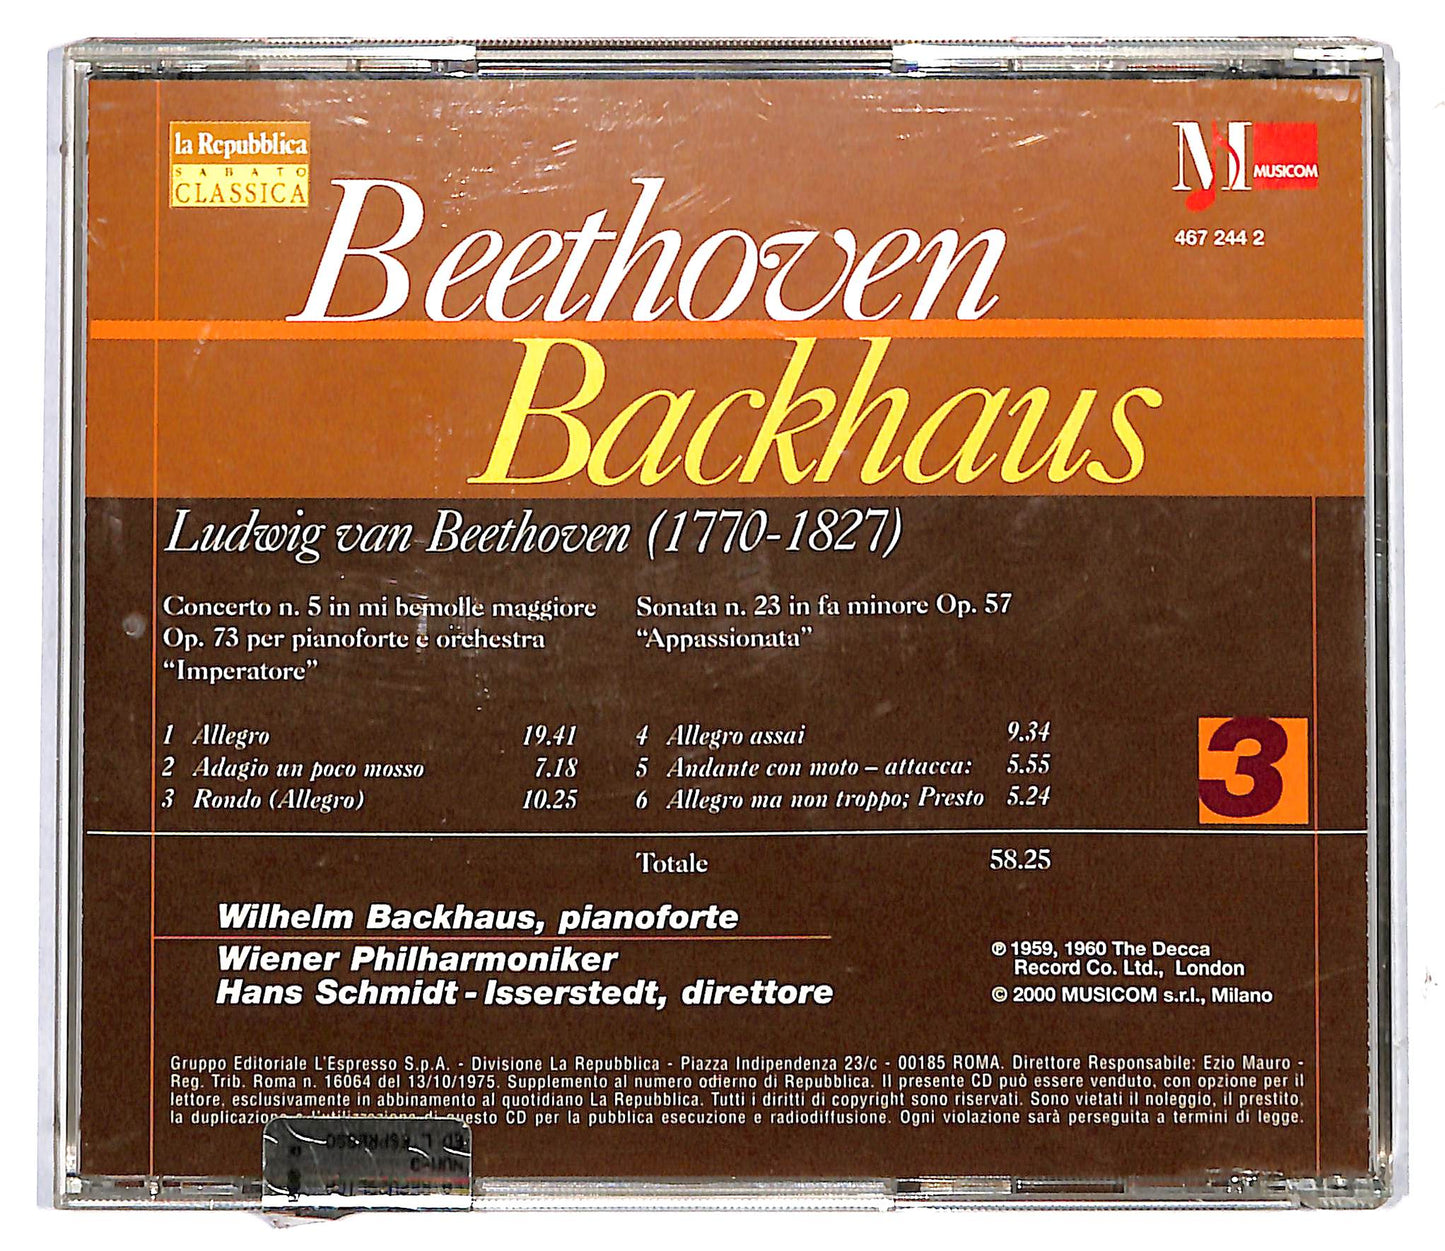 la Repubblica
SABATO
CLASSICA
M MUSICOM
467 244 2
Beethoven
Backhaus
Ludwig van Beethoven (1770-1827)
Concerto n. 5 in mi bemolle maggiore
Op. 73 per pianoforte e orchestra
“Imperatore”
1 Allegro 19.41
2 Adagio un poco mosso 7.18
3 Rondo (Allegro) 10.25
Sonata n. 23 in fa minore Op. 57
“Appassionata”
4 Allegro assai 9.34
5 Andante con moto – attacca: 5.55
6 Allegro ma non troppo; Presto 5.24
3
Totale 58.25
Wilhelm Backhaus, pianoforte
Wiener Philharmoniker
Hans Schmidt-Isserstedt, direttore
℗ 1959, 1960 The Decca
Record Co. Ltd., London
© 2000 MUSICOM s.r.l., Milano
Gruppo Editoriale L'Espresso S.p.A. - Divisione La Repubblica - Piazza Indipendenza 23/c - 00185 ROMA. Direttore Responsabile: Ezio Mauro -
Reg. Trib. Roma n. 16064 del 13/10/1975. Supplemento al numero odierno di Repubblica. Il presente CD può essere venduto, con opzione per il
lettore, esclusivamente in abbinamento al quotidiano La Repubblica. Tutti i diritti di copyright sono riservati. Sono vietati il noleggio, il prestito,
la duplicazione e l'utilizzazione di questo CD per la pubblica esecuzione e radiodiffusione. Ogni violazione sarà perseguita a termini di legge.
ED L'ESPRESSO